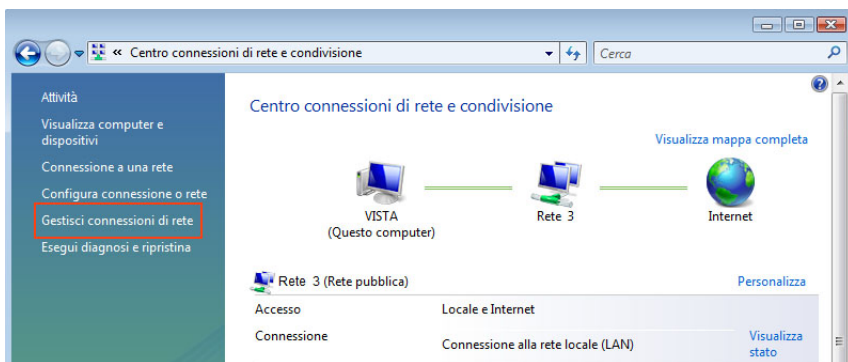 « Centro connessioni di rete e condivisione
Cerca
Attività
Visualizza computer e
dispositivi
Connessione a una rete
Configura connessione o rete
Gestisci connessioni di rete
Esegui diagnosi e ripristina
Centro connessioni di rete e condivisione
Visualizza mappa completa
VISTA
(Questo computer)
Rete 3
Internet
Rete 3 (Rete pubblica)
Personalizza
Accesso
Locale e Internet
Connessione
Connessione alla rete locale (LAN)
Visualizza
stato